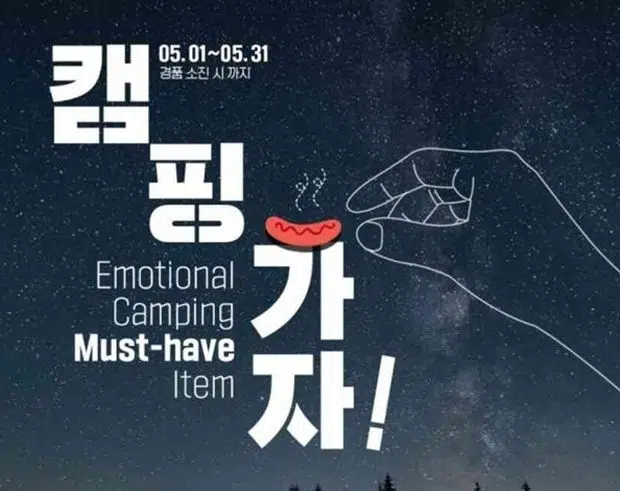 캠
05.01~05.31
경품 소진 시 까지
핑
가
자!
Emotional
Camping
Must-have
Item